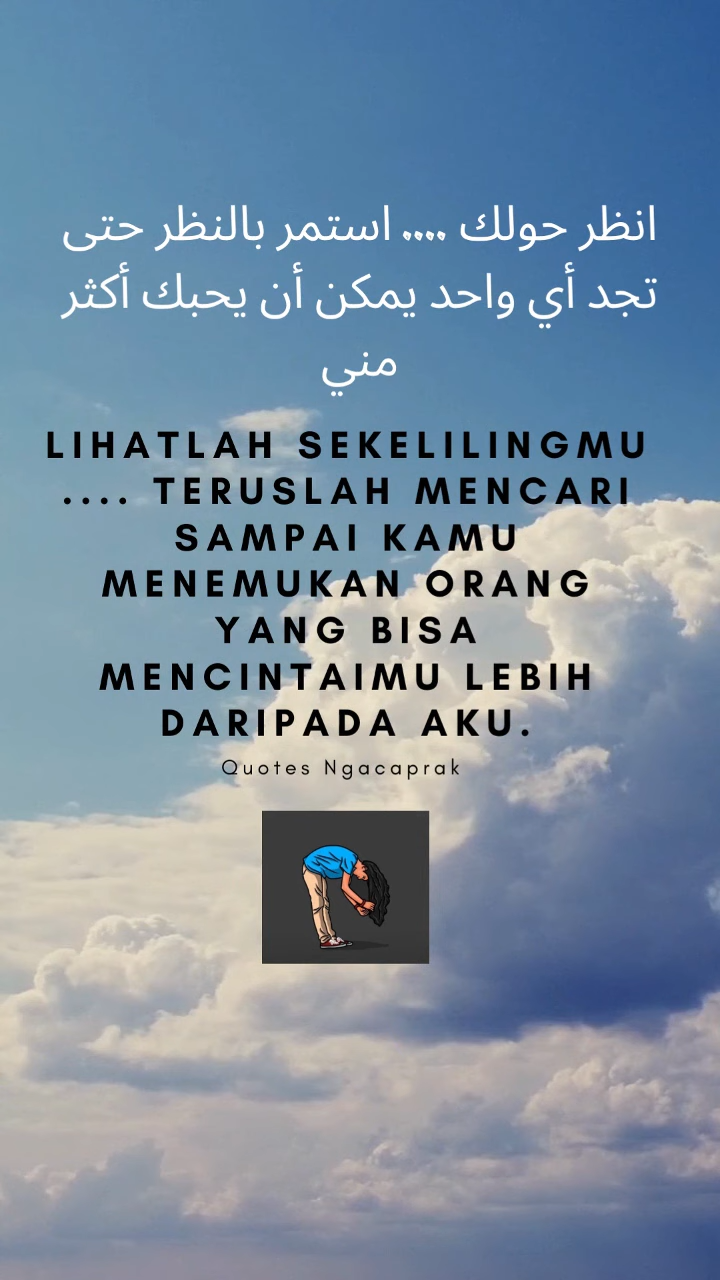 انظر حولك .... استمر بالنظر حتى
تجد أي واحد يمكن أن يحبك أكثر
مني
LIHATLAH SEKELILINGMU
.... TERUSLAH MENCARI
SAMPAI KAMU
MENEMUKAN ORANG
YANG BISA
MENCINTAIMU LEBIH
DARIPADA AKU.
Quotes Ngacaprak